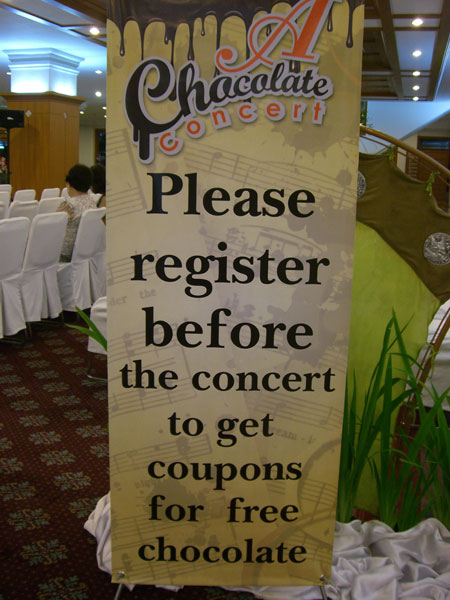 A
Chocolate
concert
Please
register
before
the concert
to get
coupons
for free
chocolate